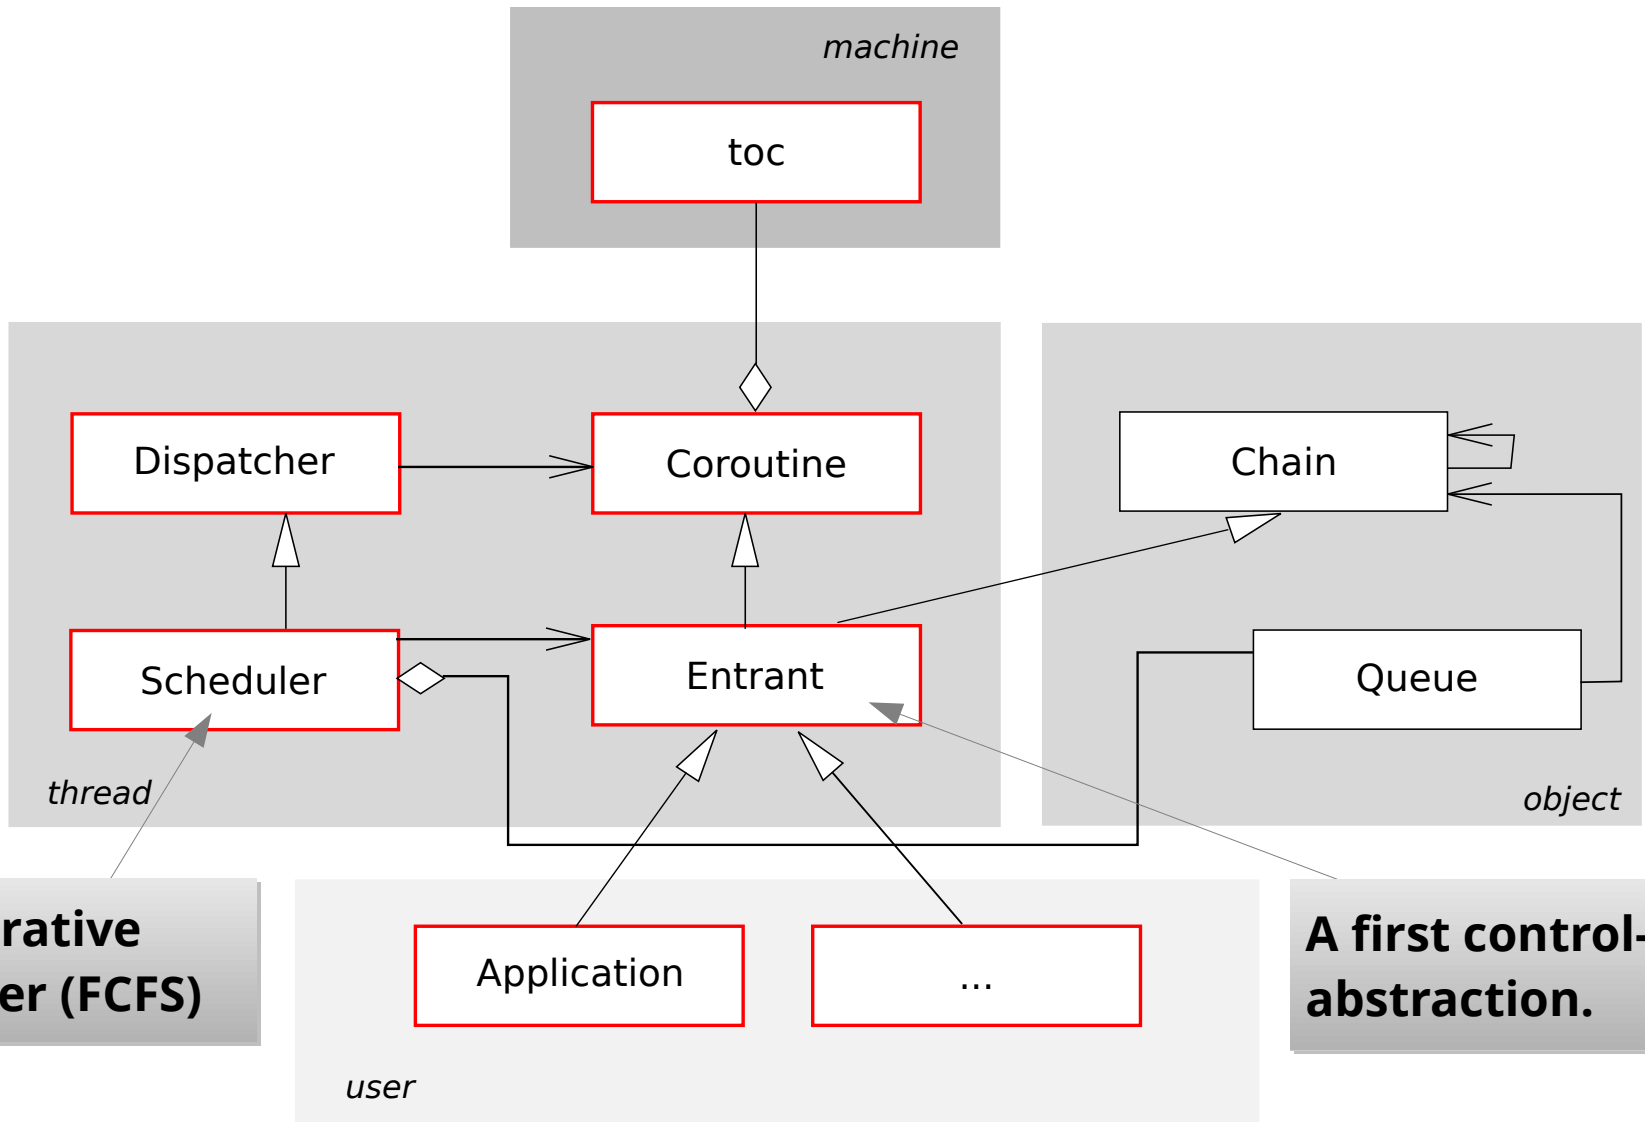 machine
toc
Dispatcher
Coroutine
Chain
Scheduler
Entrant
Queue
thread
object
rative
er (FCFS)
A first control-
abstraction.
Application
...
user